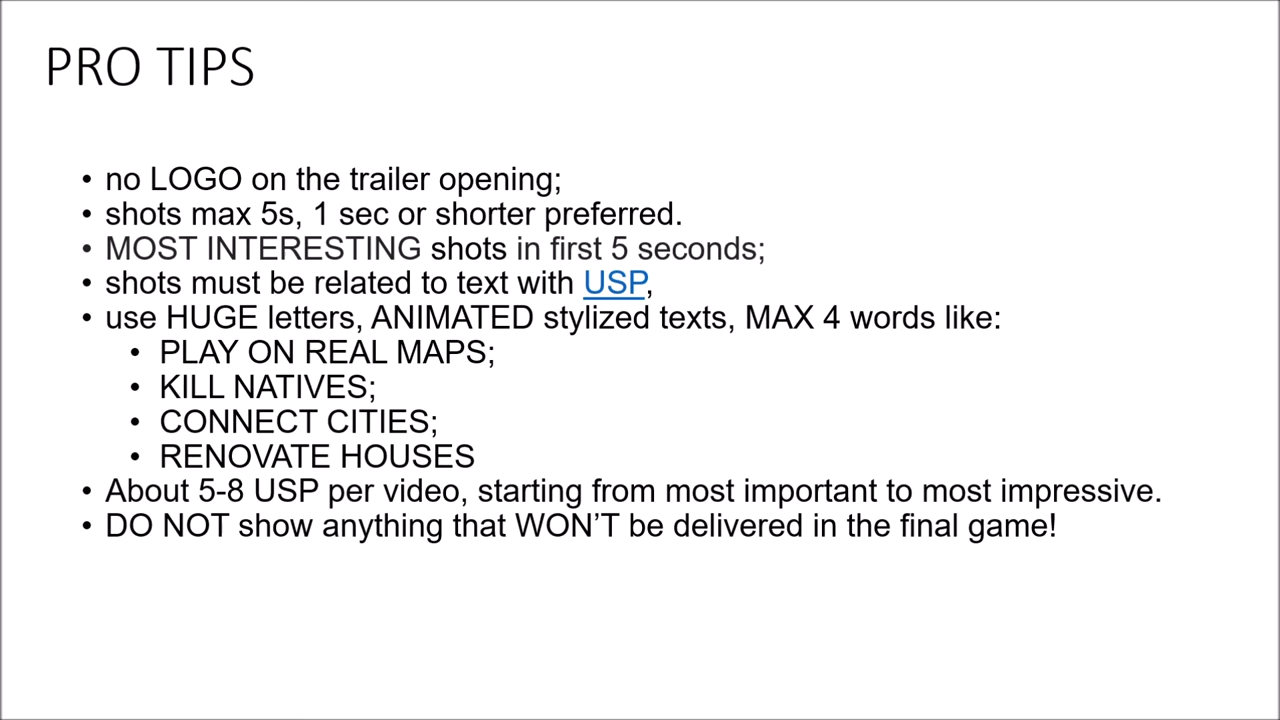 PRO TIPS
• no LOGO on the trailer opening;
• shots max 5s, 1 sec or shorter preferred.
• MOST INTERESTING shots in first 5 seconds;
• shots must be related to text with USP,
• use HUGE letters, ANIMATED stylized texts, MAX 4 words like:
• PLAY ON REAL MAPS;
• KILL NATIVES;
• CONNECT CITIES;
• RENOVATE HOUSES
• About 5-8 USP per video, starting from most important to most impressive.
• DO NOT show anything that WON’T be delivered in the final game!